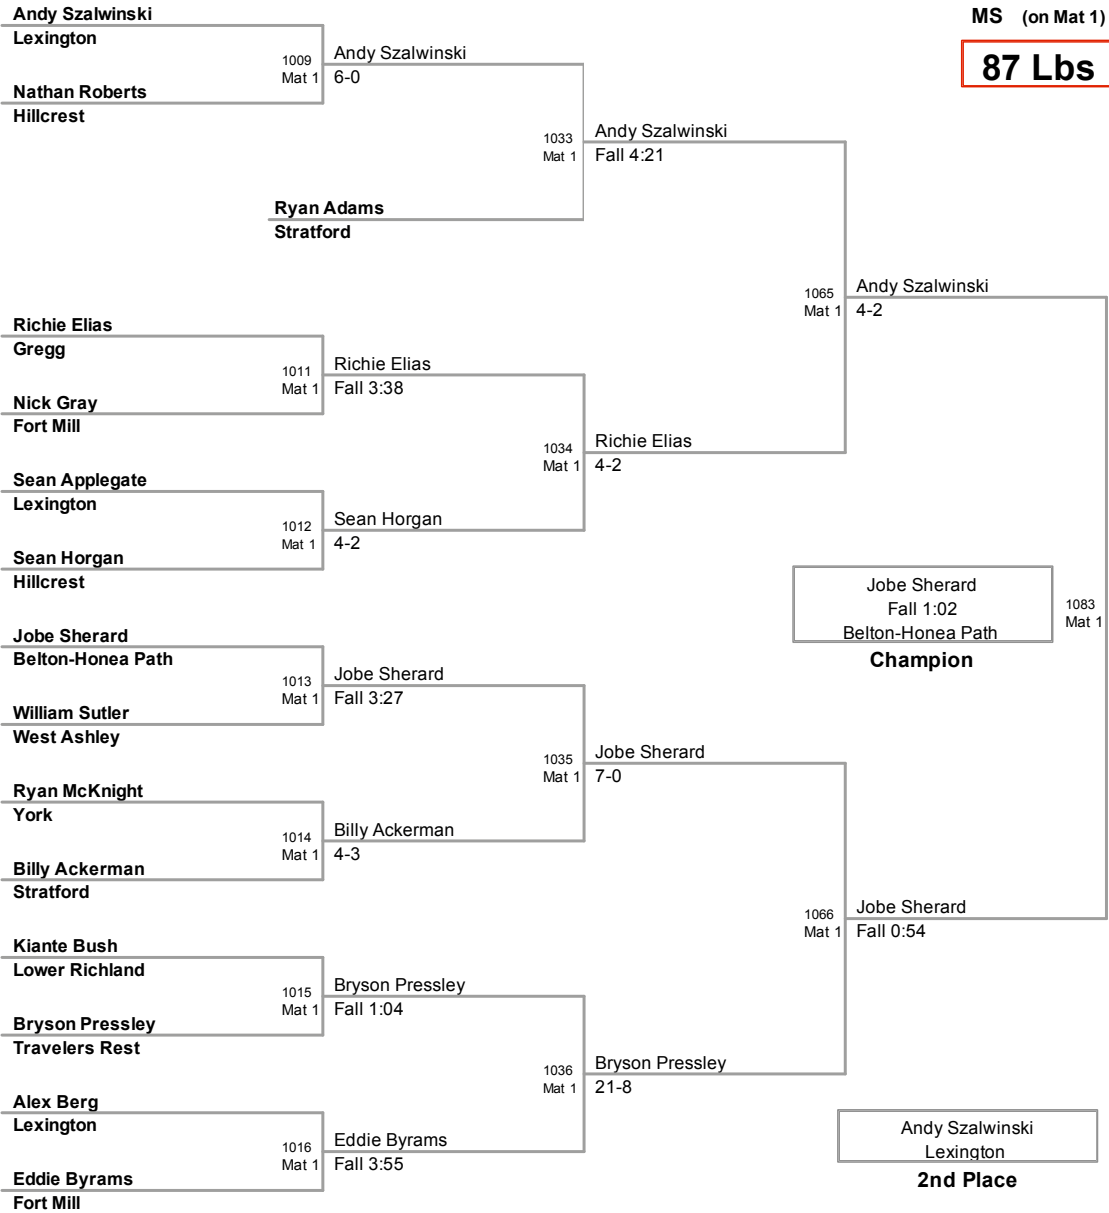 Andy Szalwinski
Lexington
MS (on Mat 1)
87 Lbs
1009
Mat 1
Andy Szalwinski
6-0
Nathan Roberts
Hillcrest
1033
Mat 1
Andy Szalwinski
Fall 4:21
Ryan Adams
Stratford
1065
Mat 1
Andy Szalwinski
4-2
Richie Elias
Gregg
1011
Mat 1
Richie Elias
Fall 3:38
Nick Gray
Fort Mill
1034
Mat 1
Richie Elias
4-2
Sean Applegate
Lexington
1012
Mat 1
Sean Horgan
4-2
Sean Horgan
Hillcrest
Jobe Sherard
Fall 1:02
Belton-Honea Path
Champion
1083
Mat 1
Jobe Sherard
Belton-Honea Path
1013
Mat 1
Jobe Sherard
Fall 3:27
William Sutler
West Ashley
1035
Mat 1
Jobe Sherard
7-0
Ryan McKnight
York
1014
Mat 1
Billy Ackerman
4-3
Billy Ackerman
Stratford
1066
Mat 1
Jobe Sherard
Fall 0:54
Kiante Bush
Lower Richland
1015
Mat 1
Bryson Pressley
Fall 1:04
Bryson Pressley
Travelers Rest
1036
Mat 1
Bryson Pressley
21-8
Alex Berg
Lexington
1016
Mat 1
Eddie Byrams
Fall 3:55
Eddie Byrams
Fort Mill
Andy Szalwinski
Lexington
2nd Place